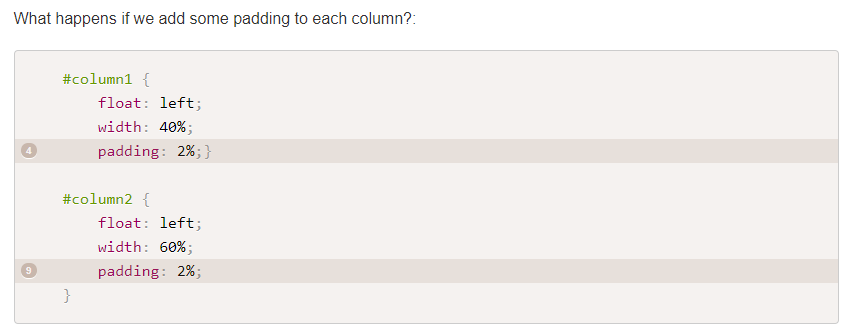 What happens if we add some padding to each column?:
#column1 {
float: left;
width: 40%;
4 padding: 2%;}
#column2 {
float: left;
width: 60%;
9 padding: 2%;
}